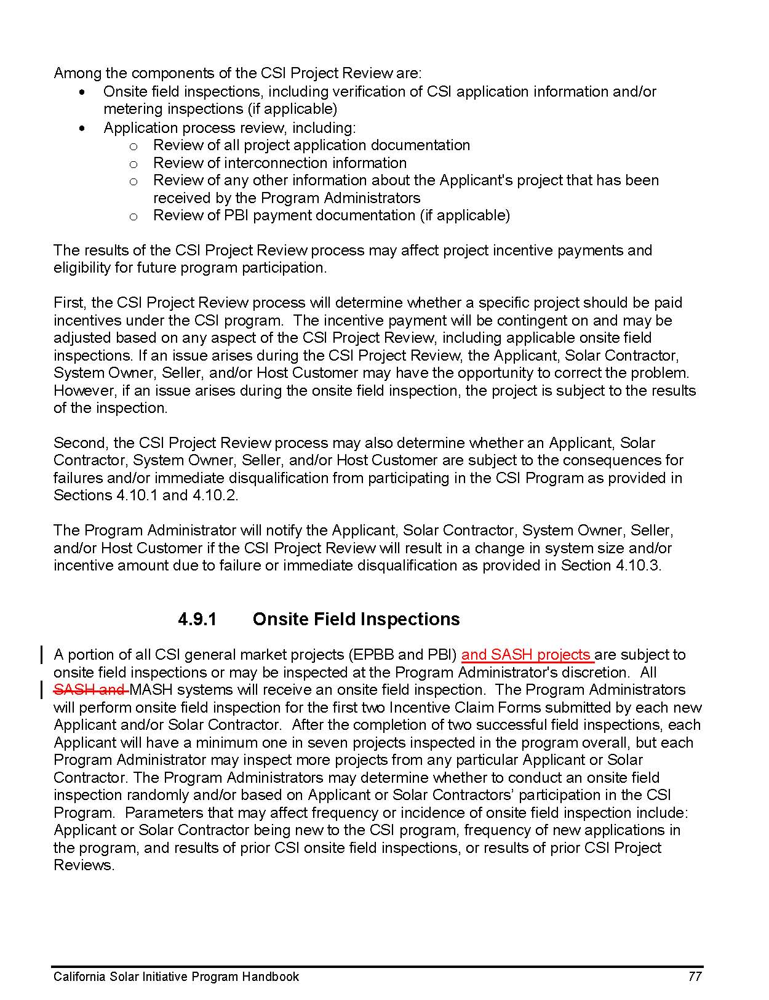 Among the components of the CSI Project Review are:
• Onsite field inspections, including verification of CSI application information and/or
metering inspections (if applicable)
• Application process review, including:
o Review of all project application documentation
o Review of interconnection information
o Review of any other information about the Applicant's project that has been
received by the Program Administrators
o Review of PBI payment documentation (if applicable)
The results of the CSI Project Review process may affect project incentive payments and
eligibility for future program participation.
First, the CSI Project Review process will determine whether a specific project should be paid
incentives under the CSI program.  The incentive payment will be contingent on and may be
adjusted based on any aspect of the CSI Project Review, including applicable onsite field
inspections. If an issue arises during the CSI Project Review, the Applicant, Solar Contractor,
System Owner, Seller, and/or Host Customer may have the opportunity to correct the problem.
However, if an issue arises during the onsite field inspection, the project is subject to the results
of the inspection.
Second, the CSI Project Review process may also determine whether an Applicant, Solar
Contractor, System Owner, Seller, and/or Host Customer are subject to the consequences for
failures and/or immediate disqualification from participating in the CSI Program as provided in
Sections 4.10.1 and 4.10.2.
The Program Administrator will notify the Applicant, Solar Contractor, System Owner, Seller,
and/or Host Customer if the CSI Project Review will result in a change in system size and/or
incentive amount due to failure or immediate disqualification as provided in Section 4.10.3.
4.9.1 Onsite Field Inspections
A portion of all CSI general market projects (EPBB and PBI) and SASH projects are subject to
onsite field inspections or may be inspected at the Program Administrator's discretion.  All
SASH and MASH systems will receive an onsite field inspection.  The Program Administrators
will perform onsite field inspection for the first two Incentive Claim Forms submitted by each new
Applicant and/or Solar Contractor.  After the completion of two successful field inspections, each
Applicant will have a minimum one in seven projects inspected in the program overall, but each
Program Administrator may inspect more projects from any particular Applicant or Solar
Contractor. The Program Administrators may determine whether to conduct an onsite field
inspection randomly and/or based on Applicant or Solar Contractors’ participation in the CSI
Program.  Parameters that may affect frequency or incidence of onsite field inspection include:
Applicant or Solar Contractor being new to the CSI program, frequency of new applications in
the program, and results of prior CSI onsite field inspections, or results of prior CSI Project
Reviews.
California Solar Initiative Program Handbook 77